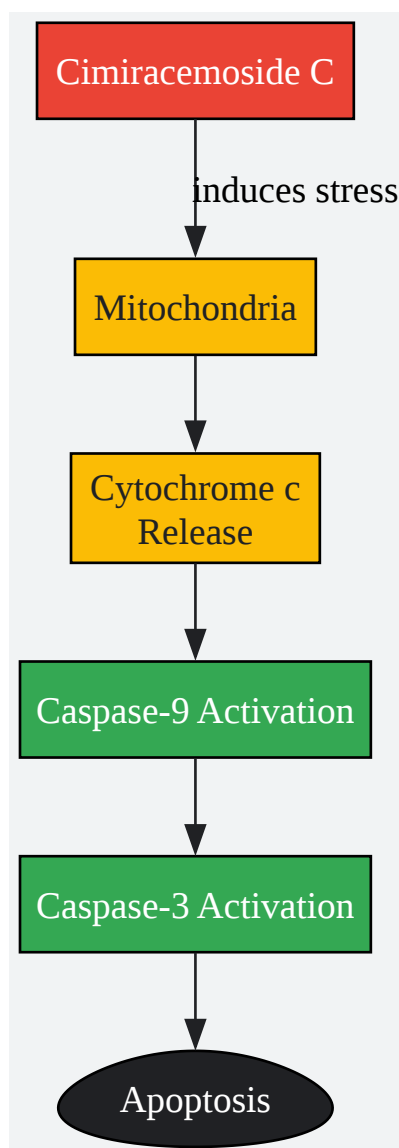 Cimiracemoside C
induces stress
Mitochondria
Cytochrome c
Release
Caspase-9 Activation
Caspase-3 Activation
Apoptosis